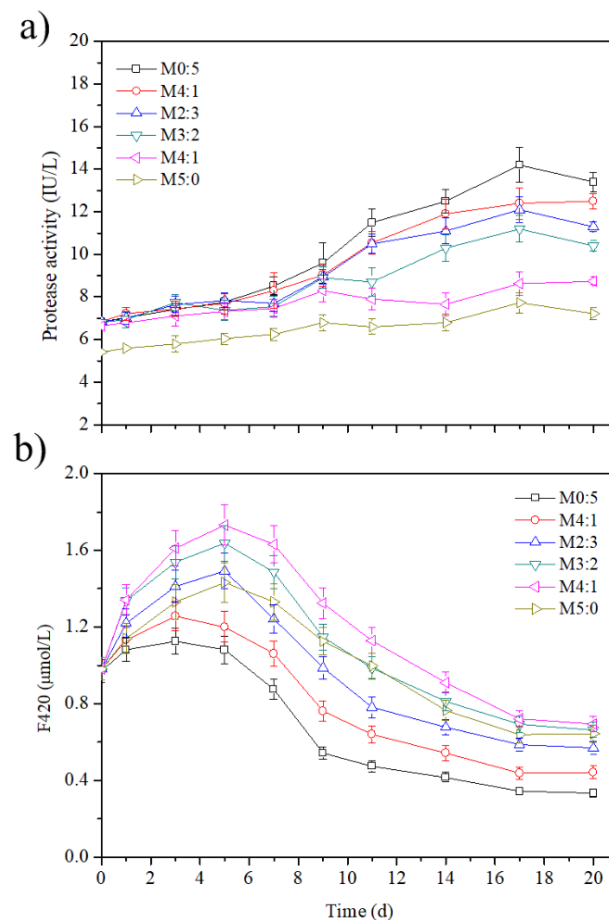 a)
20
18
16
14
12
10
8
6
4
2
Protease activity (IU/L)
M0:5
M4:1
M2:3
M3:2
M4:1
M5:0
b)
2.0
1.6
1.2
0.8
0.4
0.0
F420 (μmol/L)
M0:5
M4:1
M2:3
M3:2
M4:1
M5:0
0 2 4 6 8 10 12 14 16 18 20
Time (d)